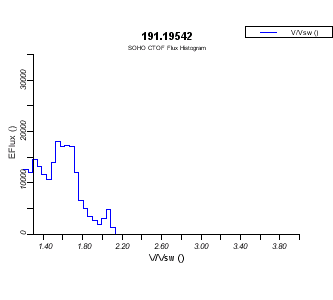 191.19542
SOHO CTOF Flux Histogram
V/Vsw ()
EFlux ()
30000
20000
10000
0
1.40 1.80 2.20 2.60 3.00 3.40 3.80
V/Vsw ()